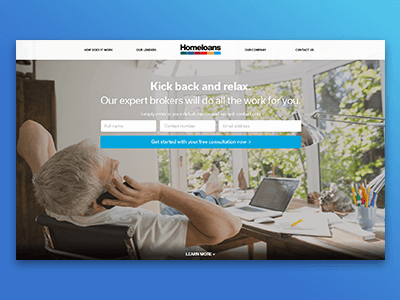 HOW DOES IT WORK
OUR LENDERS
Homeloans
OUR COMPANY
CONTACT US
Kick back and relax.
Our expert brokers will do all the work for you.
Full name
Contact number
Email address
Get started with your free consultation now >
LEARN MORE